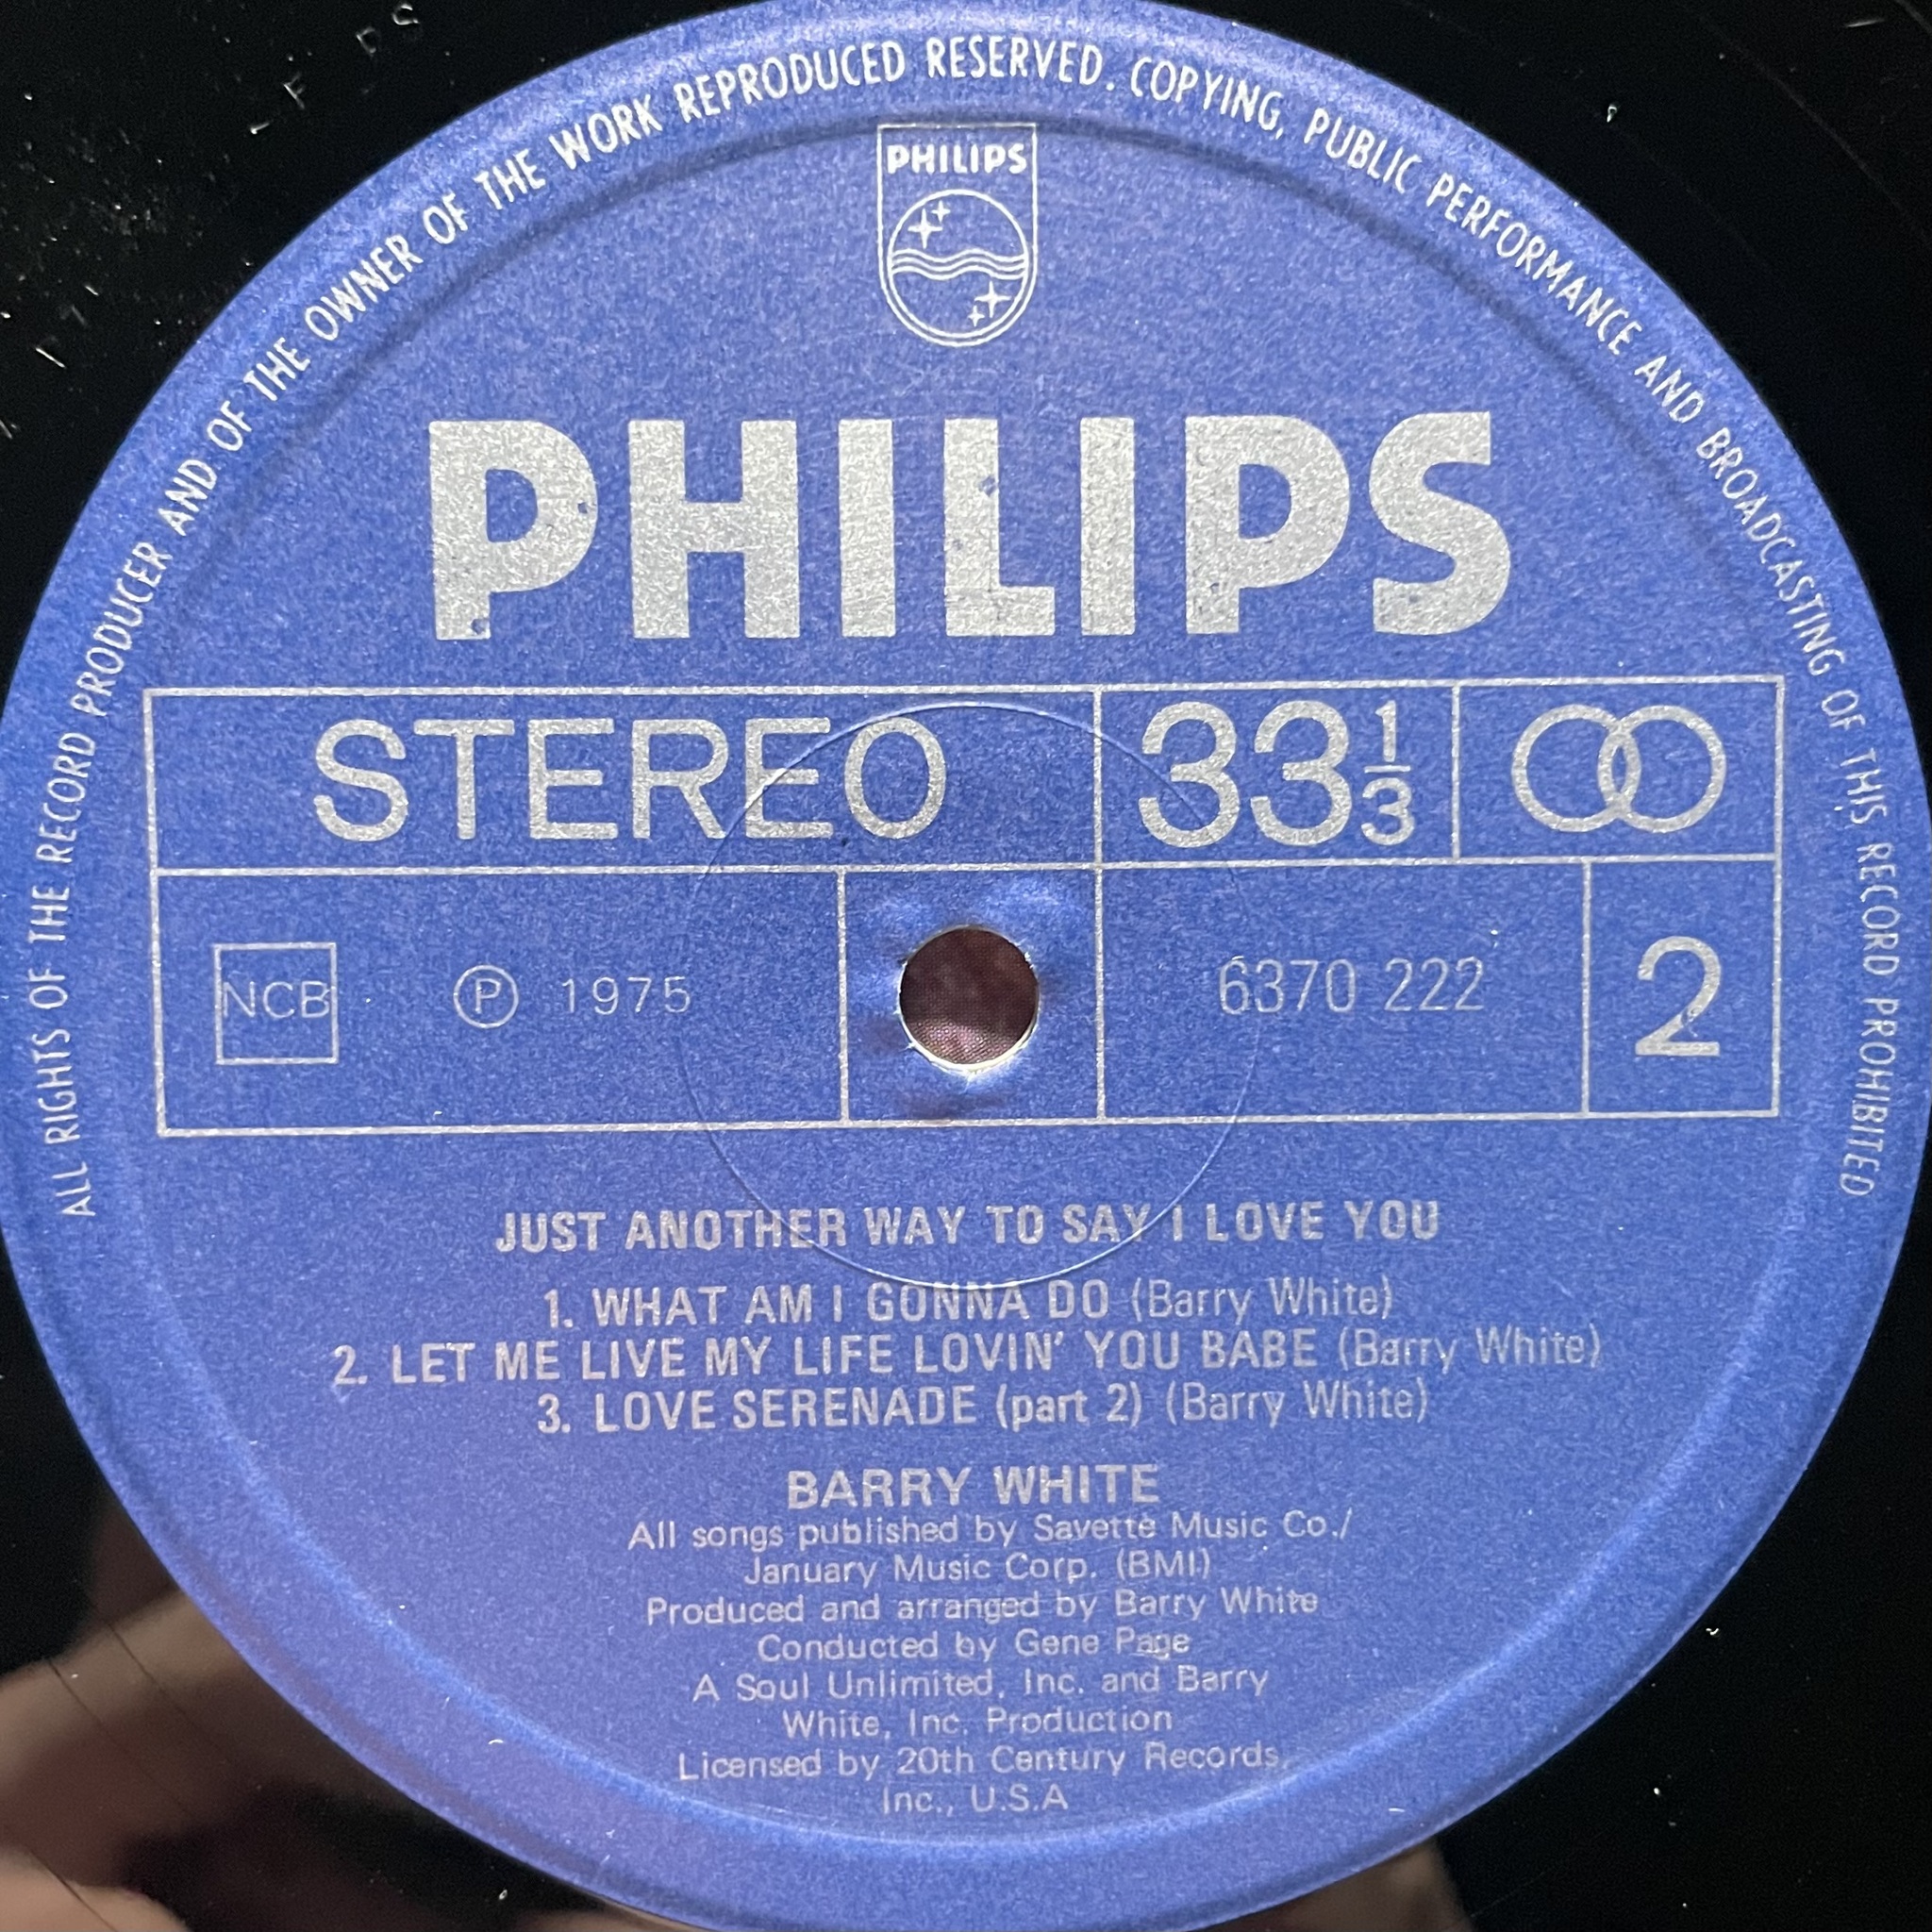 ALL RIGHTS OF THE RECORD PRODUCER AND OF THE OWNER OF THE WORK REPRODUCED RESERVED. COPYING, PUBLIC PERFORMANCE AND BROADCASTING OF THIS RECORD PROHIBITED
PHILIPS
PHILIPS
STEREO 33 1/3
NCB Ⓟ 1975 6370 222 2
JUST ANOTHER WAY TO SAY I LOVE YOU
1. WHAT AM I GONNA DO (Barry White)
2. LET ME LIVE MY LIFE LOVIN' YOU BABE (Barry White)
3. LOVE SERENADE (part 2) (Barry White)
BARRY WHITE
All songs published by Savette Music Co./
January Music Corp. (BMI)
Produced and arranged by Barry White
Conducted by Gene Page
A Soul Unlimited, Inc. and Barry
White, Inc. Production
Licensed by 20th Century Records,
Inc., U.S.A